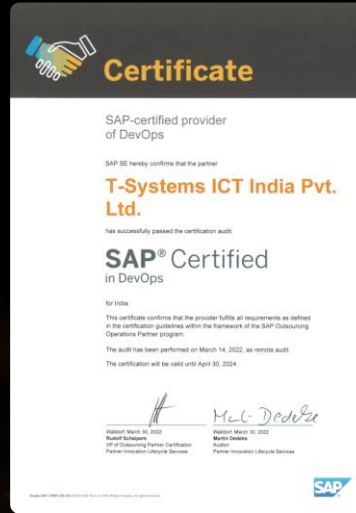 Certificate
SAP-certified provider
of DevOps
SAP SE hereby confirms that the partner
T-Systems ICT India Pvt.
Ltd.
has successfully passed the certification audit:
SAP® Certified
in DevOps
for India
This certificate confirms that the provider fulfills all requirements as defined
in the certification guidelines within the framework of the SAP Outsourcing
Operations Partner program.
The audit has been performed on March 14, 2022, as remote audit.
The certification will be valid until April 30, 2024.
Walldorf, March 30, 2022
Rudolf Scheipers
VP of Outsourcing Partner Certification
Partner Innovation Lifecycle Services
Walldorf, March 30, 2022
Martin Dedeke
Auditor
Partner Innovation Lifecycle Services
SAP